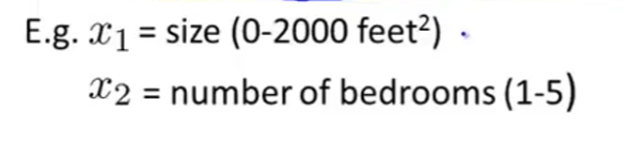 E.g. x₁ = size (0-2000 feet²)
x₂ = number of bedrooms (1-5)